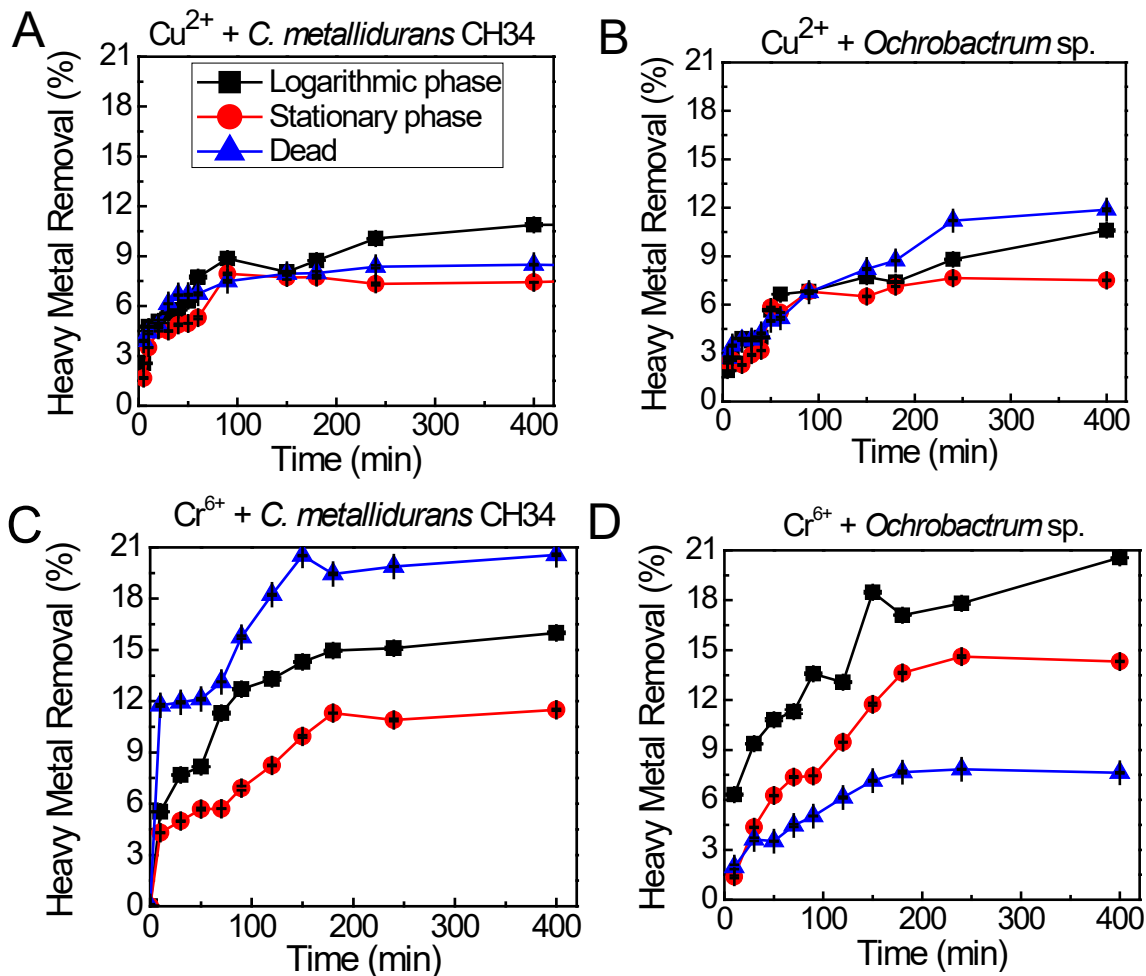 A
Cu2+ + C. metallidurans CH34
Heavy Metal Removal (%)
21
18
15
12
9
6
3
0
Logarithmic phase
Stationary phase
Dead
0 100 200 300 400
Time (min)
B
Cu2+ + Ochrobactrum sp.
Heavy Metal Removal (%)
21
18
15
12
9
6
3
0
0 100 200 300 400
Time (min)
C
Cr6+ + C. metallidurans CH34
Heavy Metal Removal (%)
21
18
15
12
9
6
3
0
0 100 200 300 400
Time (min)
D
Cr6+ + Ochrobactrum sp.
Heavy Metal Removal (%)
21
18
15
12
9
6
3
0
0 100 200 300 400
Time (min)